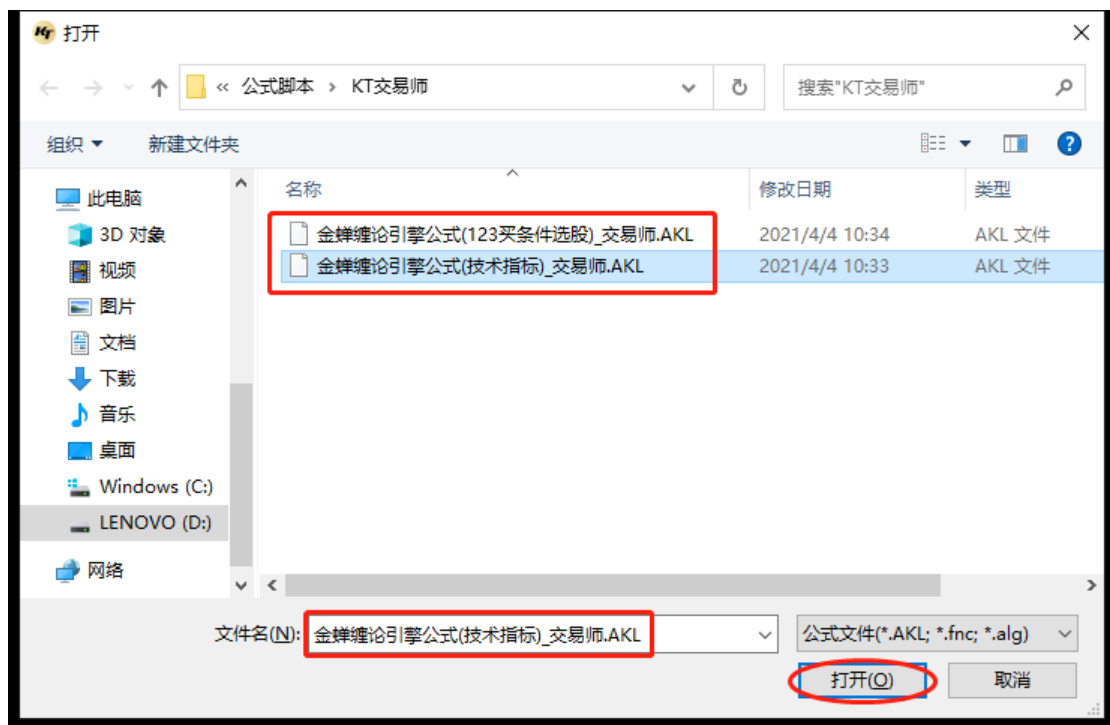 KT 打开
« 公式脚本 › KT交易师
搜索"KT交易师"
组织
新建文件夹
名称 修改日期 类型
金蝉缠论引擎公式(123买条件选股)_交易师.AKL 2021/4/4 10:34 AKL 文件
金蝉缠论引擎公式(技术指标)_交易师.AKL 2021/4/4 10:33 AKL 文件
此电脑
3D 对象
视频
图片
文档
下载
音乐
桌面
Windows (C:)
LENOVO (D:)
网络
文件名(N): 金蝉缠论引擎公式(技术指标)_交易师.AKL
公式文件(*.AKL; *.fnc; *.alg)
打开(O)
取消